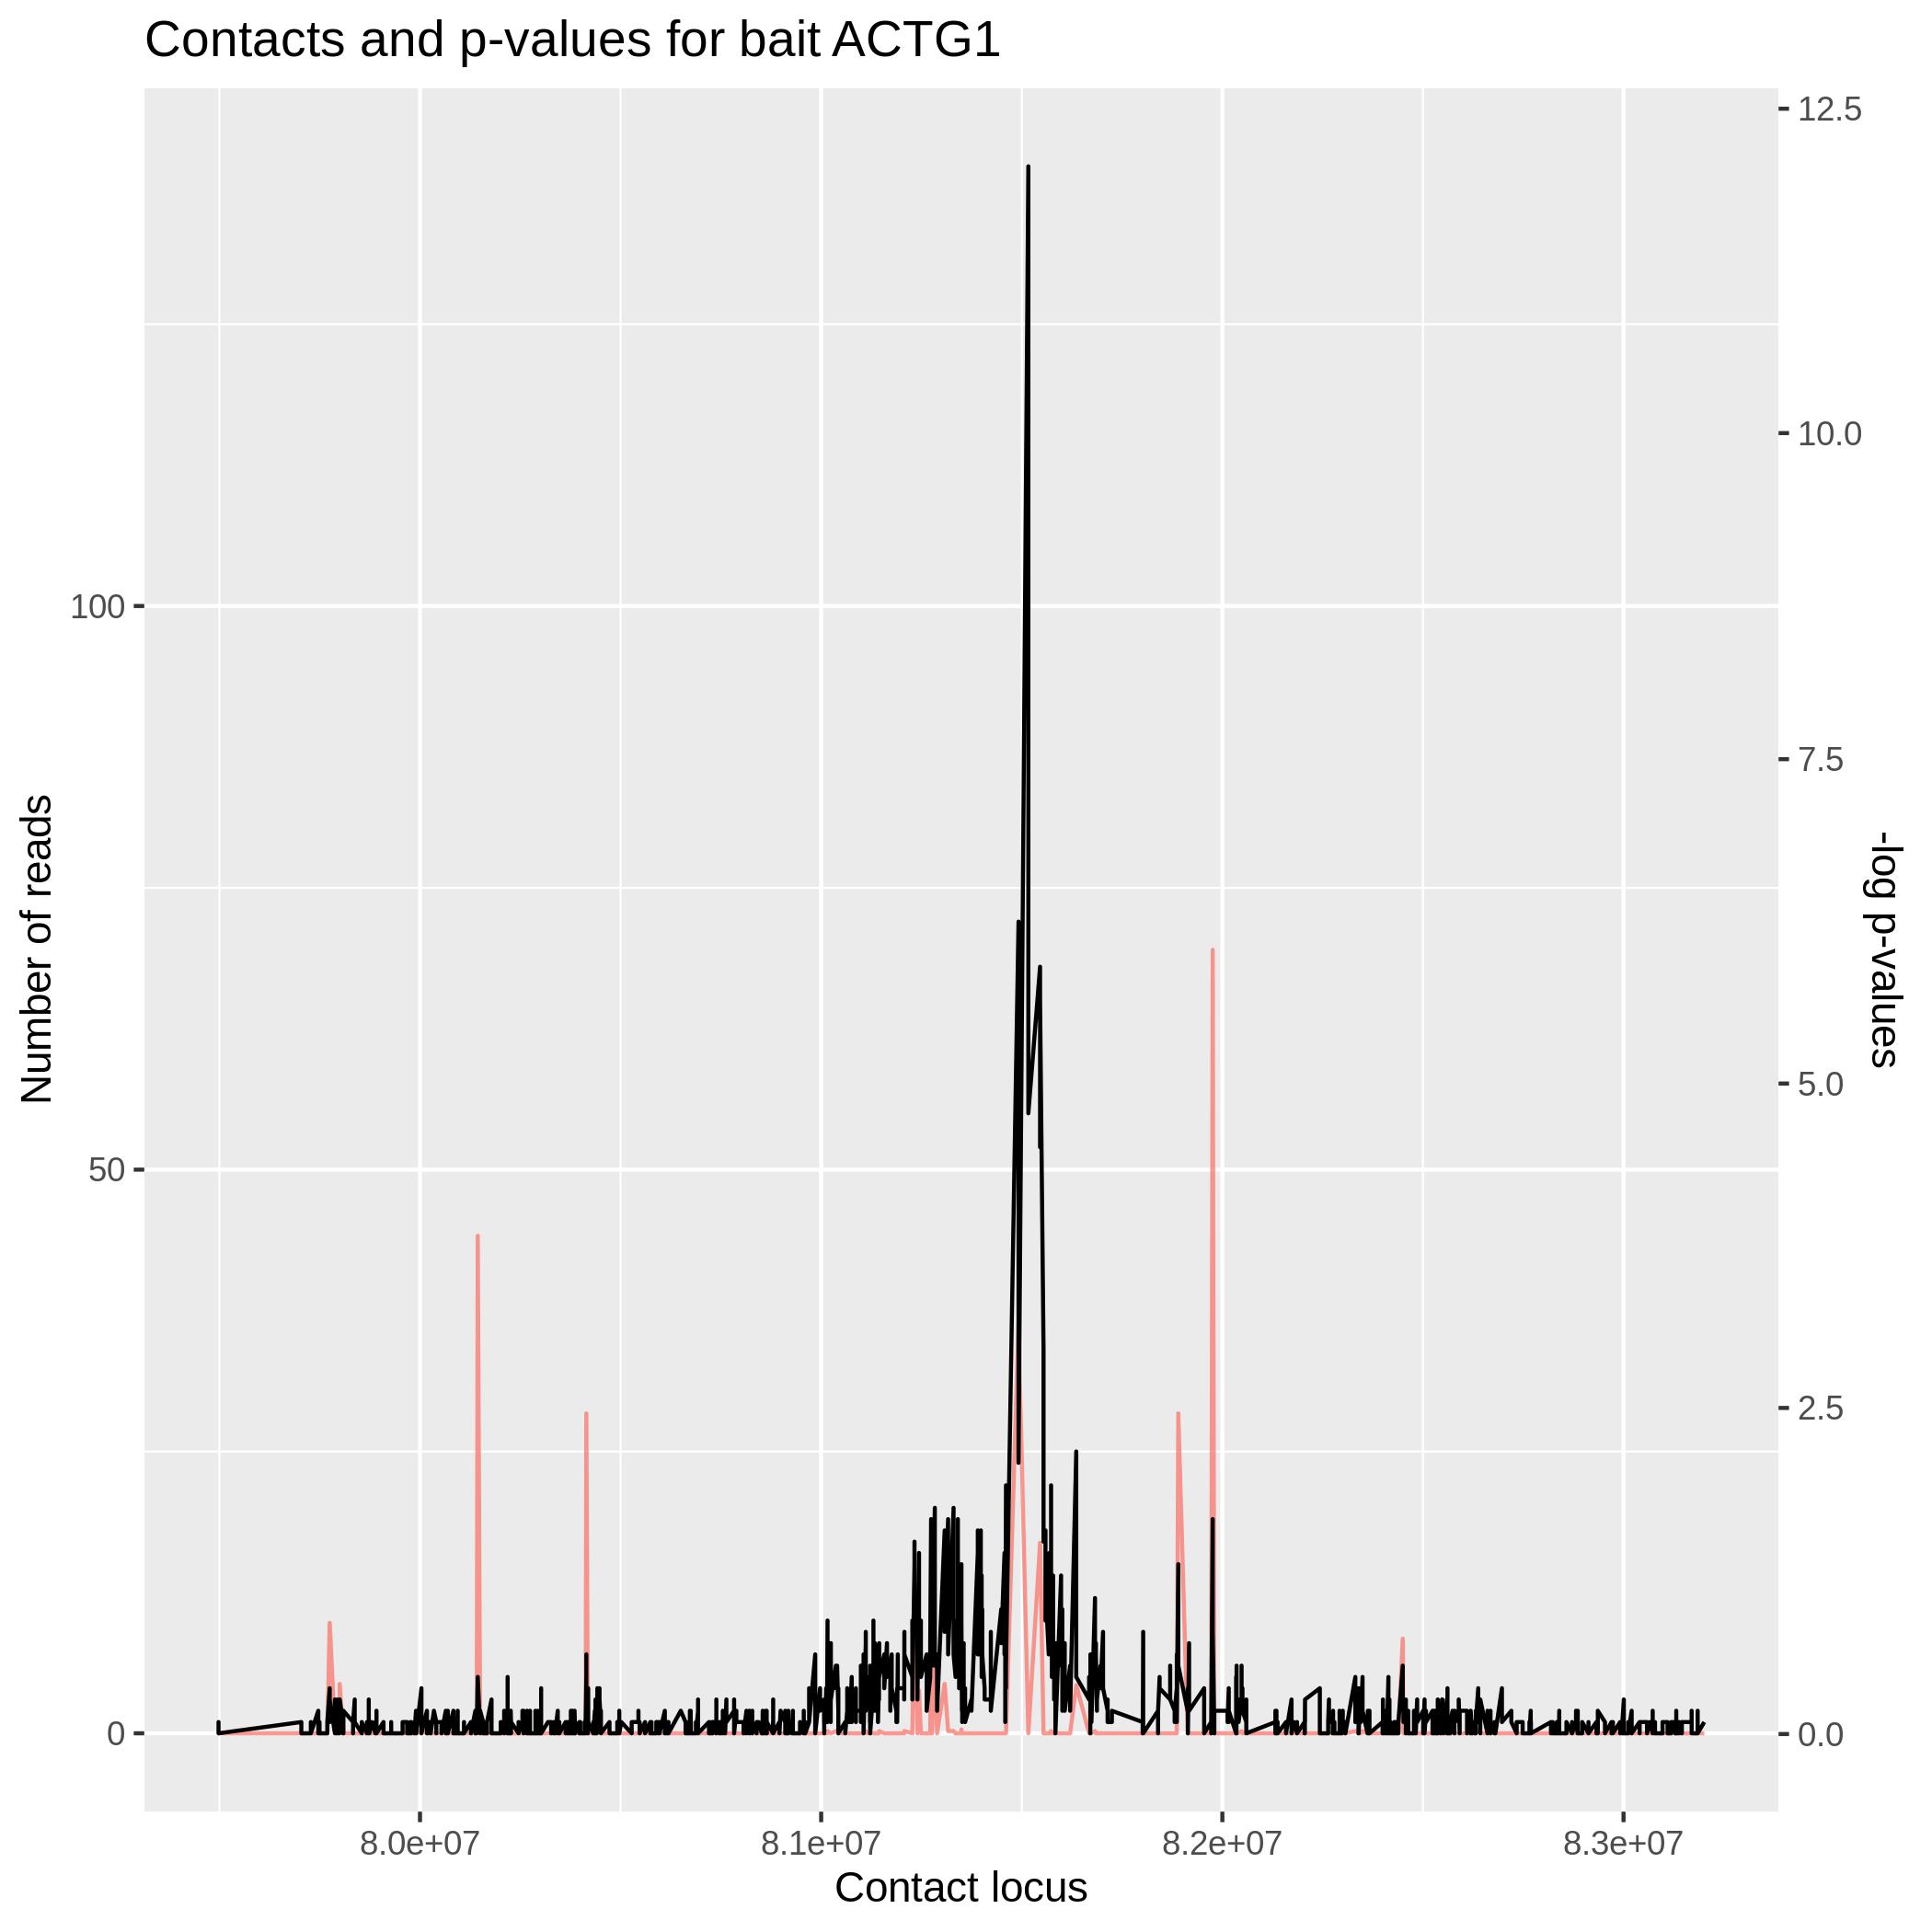 Contacts and p-values for bait ACTG1
12.5
10.0
100
7.5
Number of reads
-log p-values
5.0
50
2.5
0
0.0
8.0e+07
8.1e+07
8.2e+07
8.3e+07
Contact locus